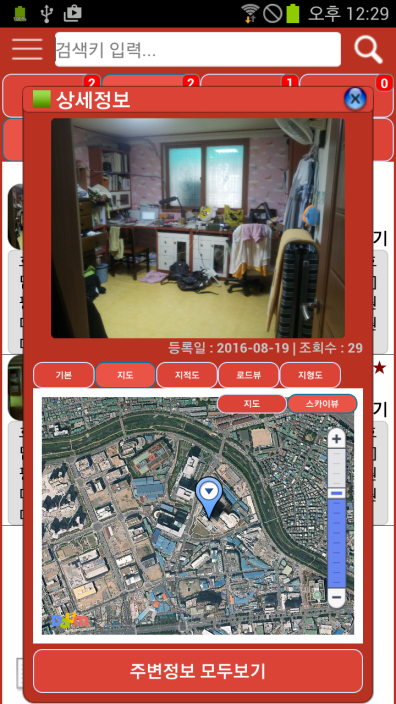 100%
오후 12:29
검색키 입력...
2
2
1
0
상세정보
X
기
등록일 : 2016-08-19 | 조회수 : 29
기본
지도
지적도
로드뷰
지형도
지도
스카이뷰
기
주변정보 모두보기